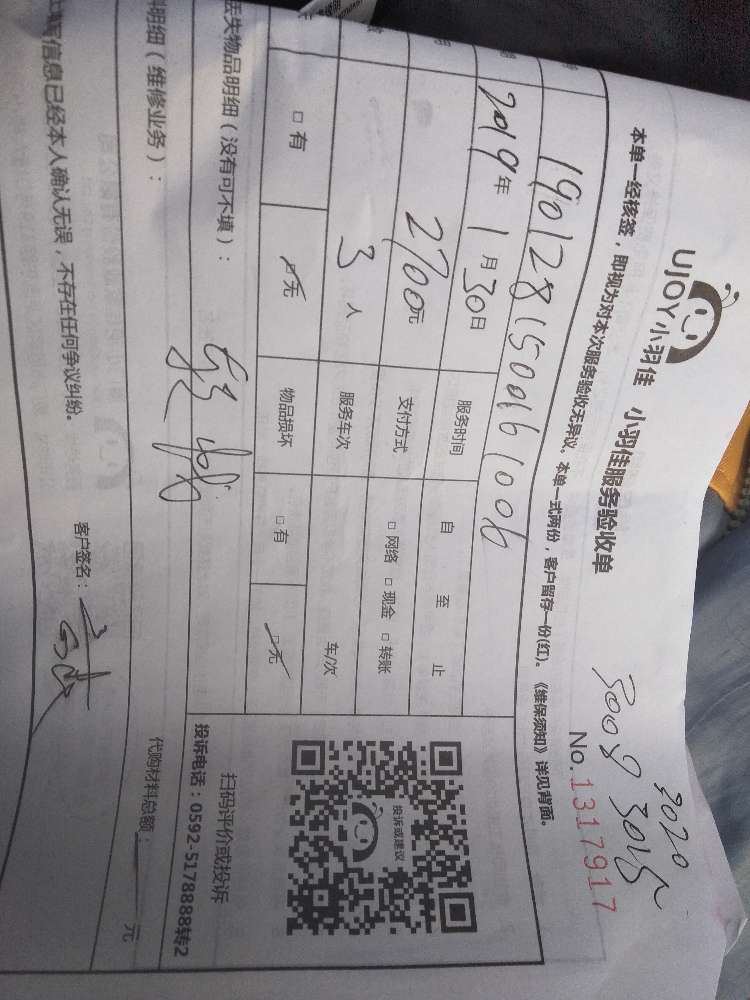 UJOY小羽佳 小羽佳服务验收单
3020
3008 3015
No.1317917
本单一经核签，即视为对本次服务验收无异议。本单一式两份，客户留存一份(红)。《维保须知》详见背面。
1901281500161006
2019年1月30日 服务时间 自 至 止
2700元 支付方式 □网络 □现金 □转账
3人 服务车次 车/次
□有 □无 物品损坏 □有 □无
投诉或建议
扫码评价或投诉
投诉电话：0592-5178888转2
丢失物品明细（没有可不填）：
明细（维修业务）：
代购材料总额： 元
信息已经本人确认无误，不存在任何争议纠纷。
客户签名：